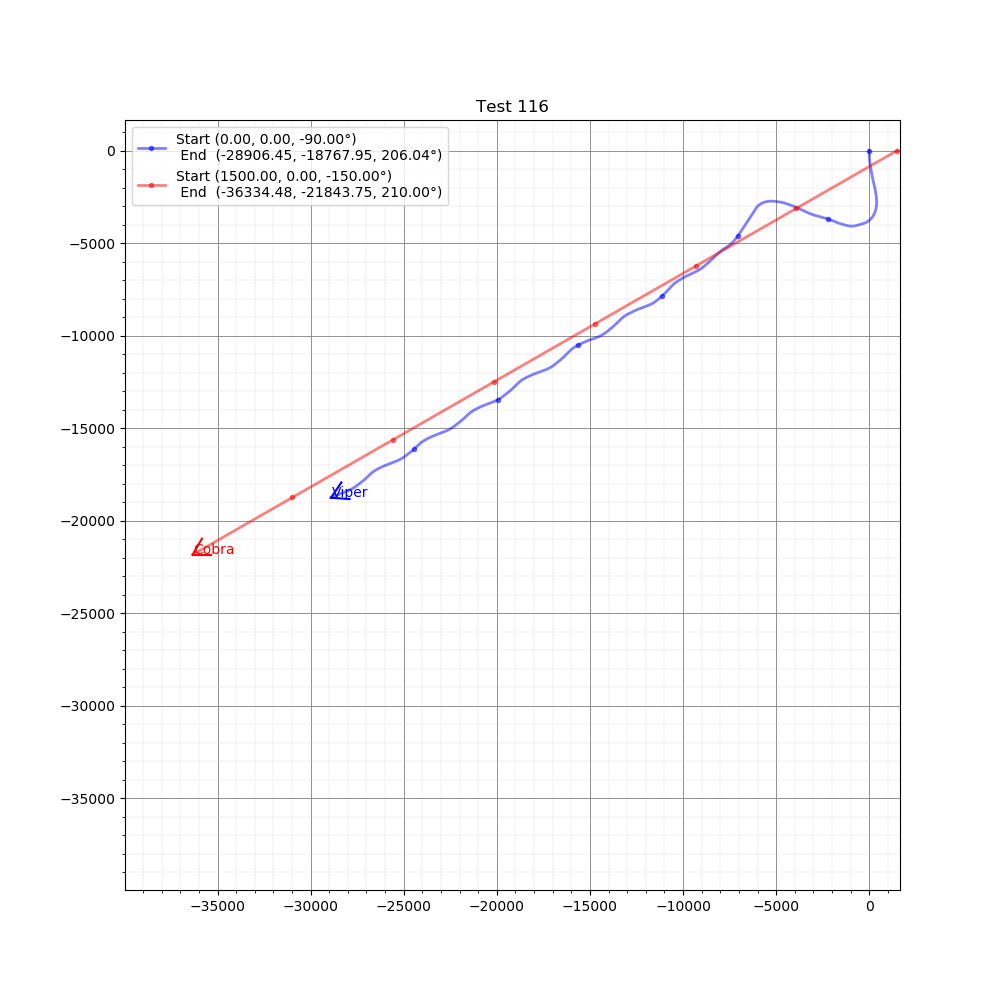 Test 116
Start (0.00, 0.00, -90.00°)
End (-28906.45, -18767.95, 206.04°)
Start (1500.00, 0.00, -150.00°)
End (-36334.48, -21843.75, 210.00°)
0
−5000
−10000
−15000
−20000
−25000
−30000
−35000
Viper
Cobra
−35000 −30000 −25000 −20000 −15000 −10000 −5000 0